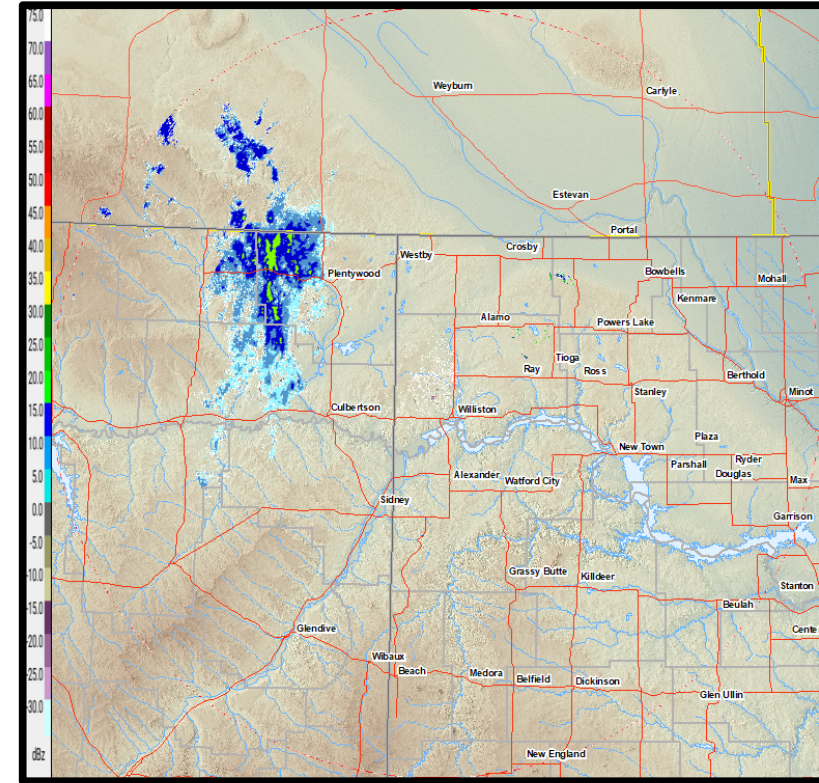 75.0
70.0
65.0
60.0
55.0
50.0
45.0
40.0
35.0
30.0
25.0
20.0
15.0
10.0
5.0
0.0
-5.0
-10.0
-15.0
-20.0
-25.0
-30.0
dBz
Weyburn
Carlyle
Estevan
Portal
Crosby
Westby
Plentywood
Bowbells
Mohall
Kenmare
Alamo
Powers Lake
Tioga
Ray
Ross
Berthold
Stanley
Minot
Culbertson
Williston
Plaza
New Town
Ryder
Parshall
Douglas
Alexander
Watford City
Max
Sidney
Garrison
Grassy Butte
Killdeer
Stanton
Beulah
Glendive
Cente
Wibaux
Beach
Medora
Belfield
Dickinson
Glen Ullin
New England